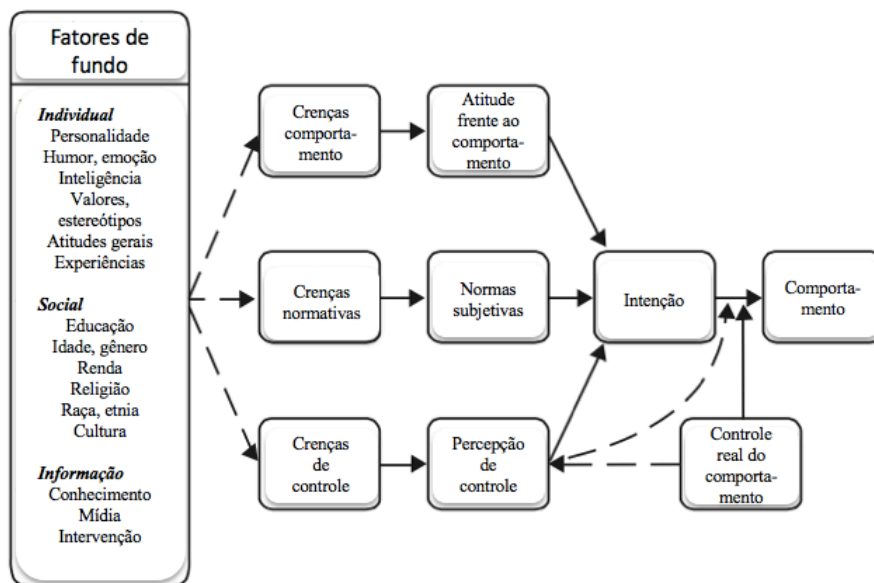 Fatores de
fundo
Individual
Personalidade
Humor, emoção
Inteligência
Valores,
estereótipos
Atitudes gerais
Experiências
Social
Educação
Idade, gênero
Renda
Religião
Raça, etnia
Cultura
Informação
Conhecimento
Mídia
Intervenção
Crenças
comporta-
mento
Atitude
frente ao
comporta-
mento
Crenças
normativas
Normas
subjetivas
Intenção
Comporta-
mento
Crenças
de
controle
Percepção
de
controle
Controle
real do
comporta-
mento